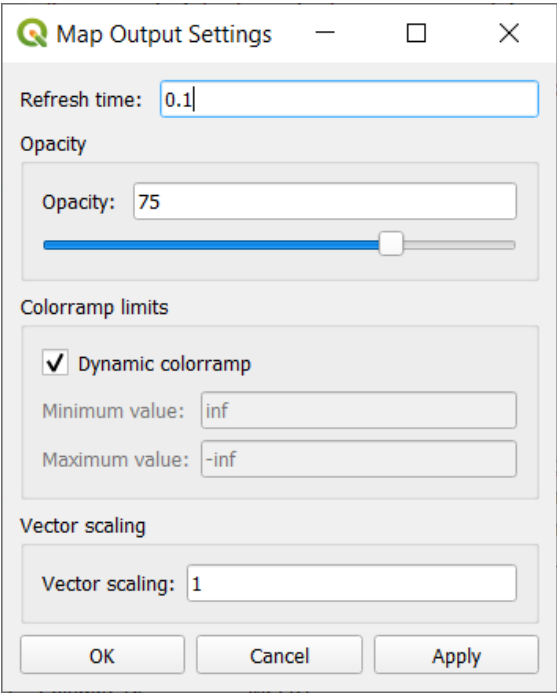 Map Output Settings
Refresh time: 0.1
Opacity
Opacity: 75
Colorramp limits
Dynamic colorramp
Minimum value: inf
Maximum value: -inf
Vector scaling
Vector scaling: 1
OK Cancel Apply